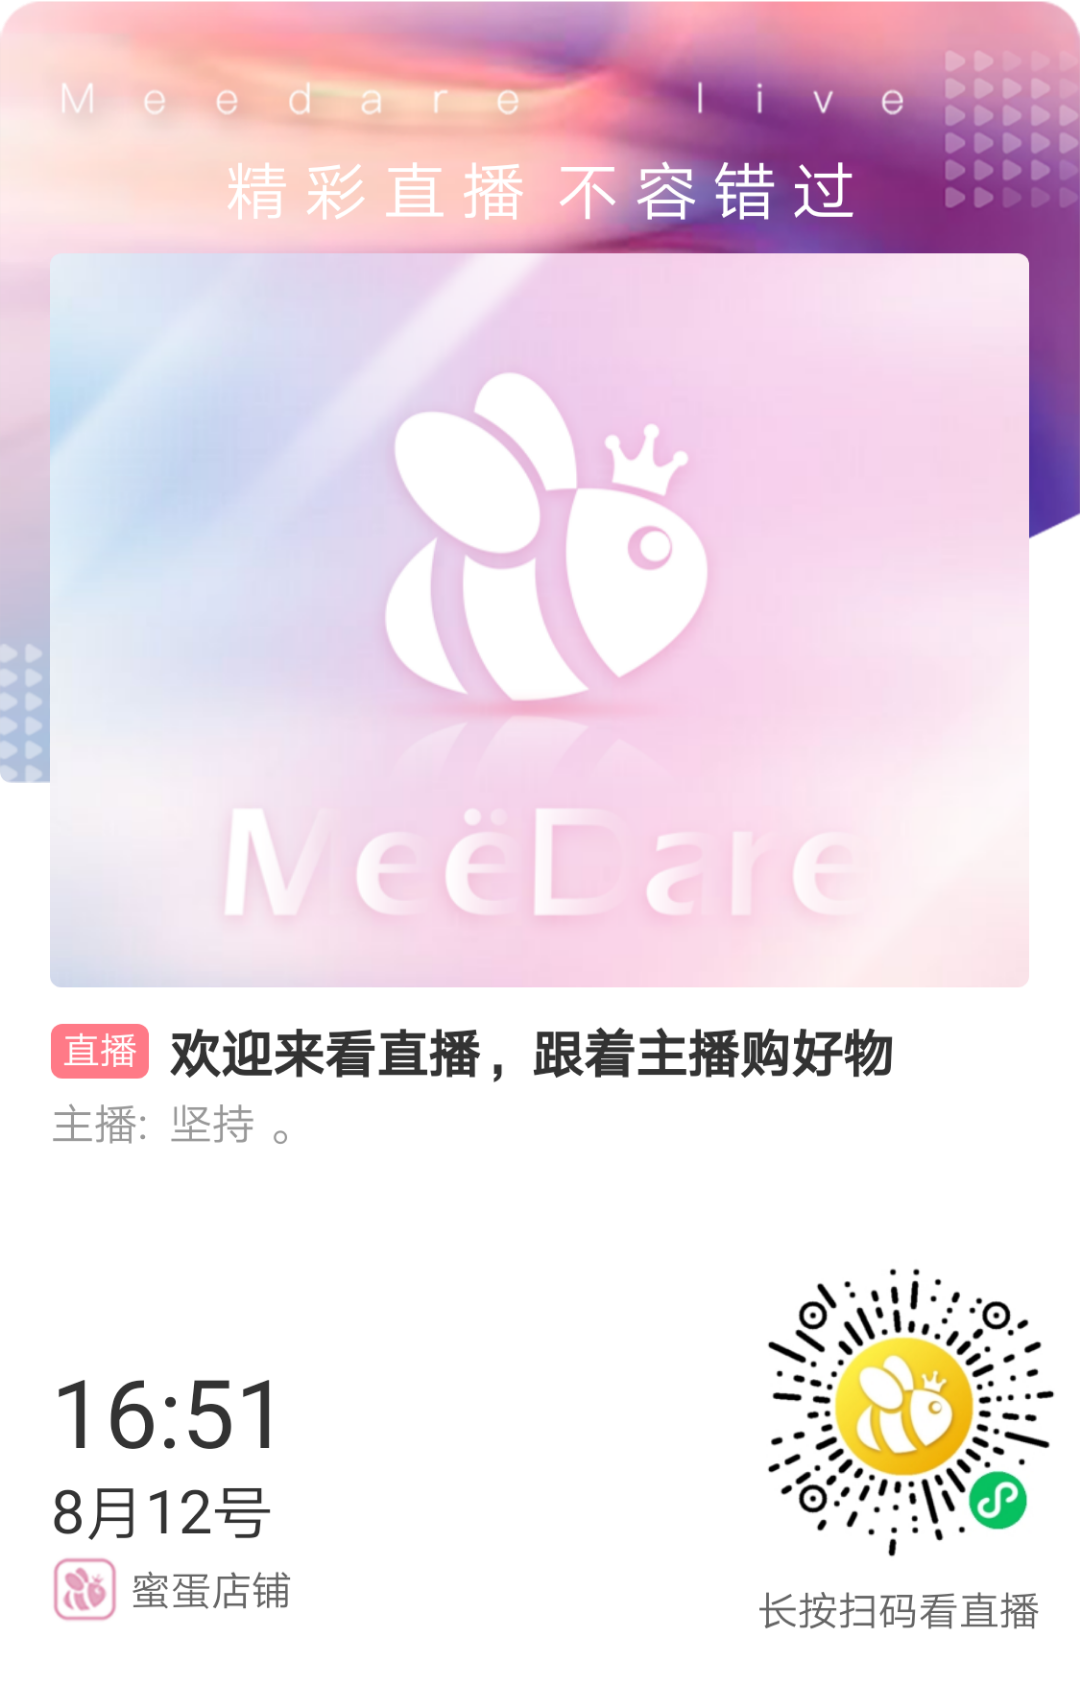 Meedare live
精彩直播 不容错过
MeëDare
直播 欢迎来看直播，跟着主播购好物
主播: 坚持 。
16:51
8月12号
蜜蛋店铺
长按扫码看直播